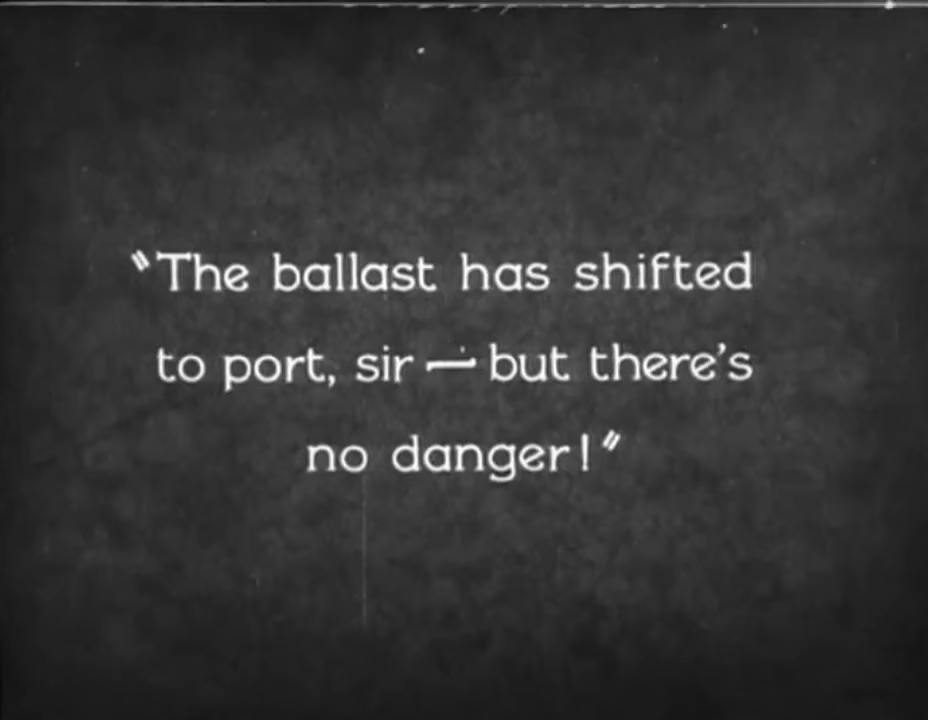 "The ballast has shifted
to port, sir — but there's
no danger!"